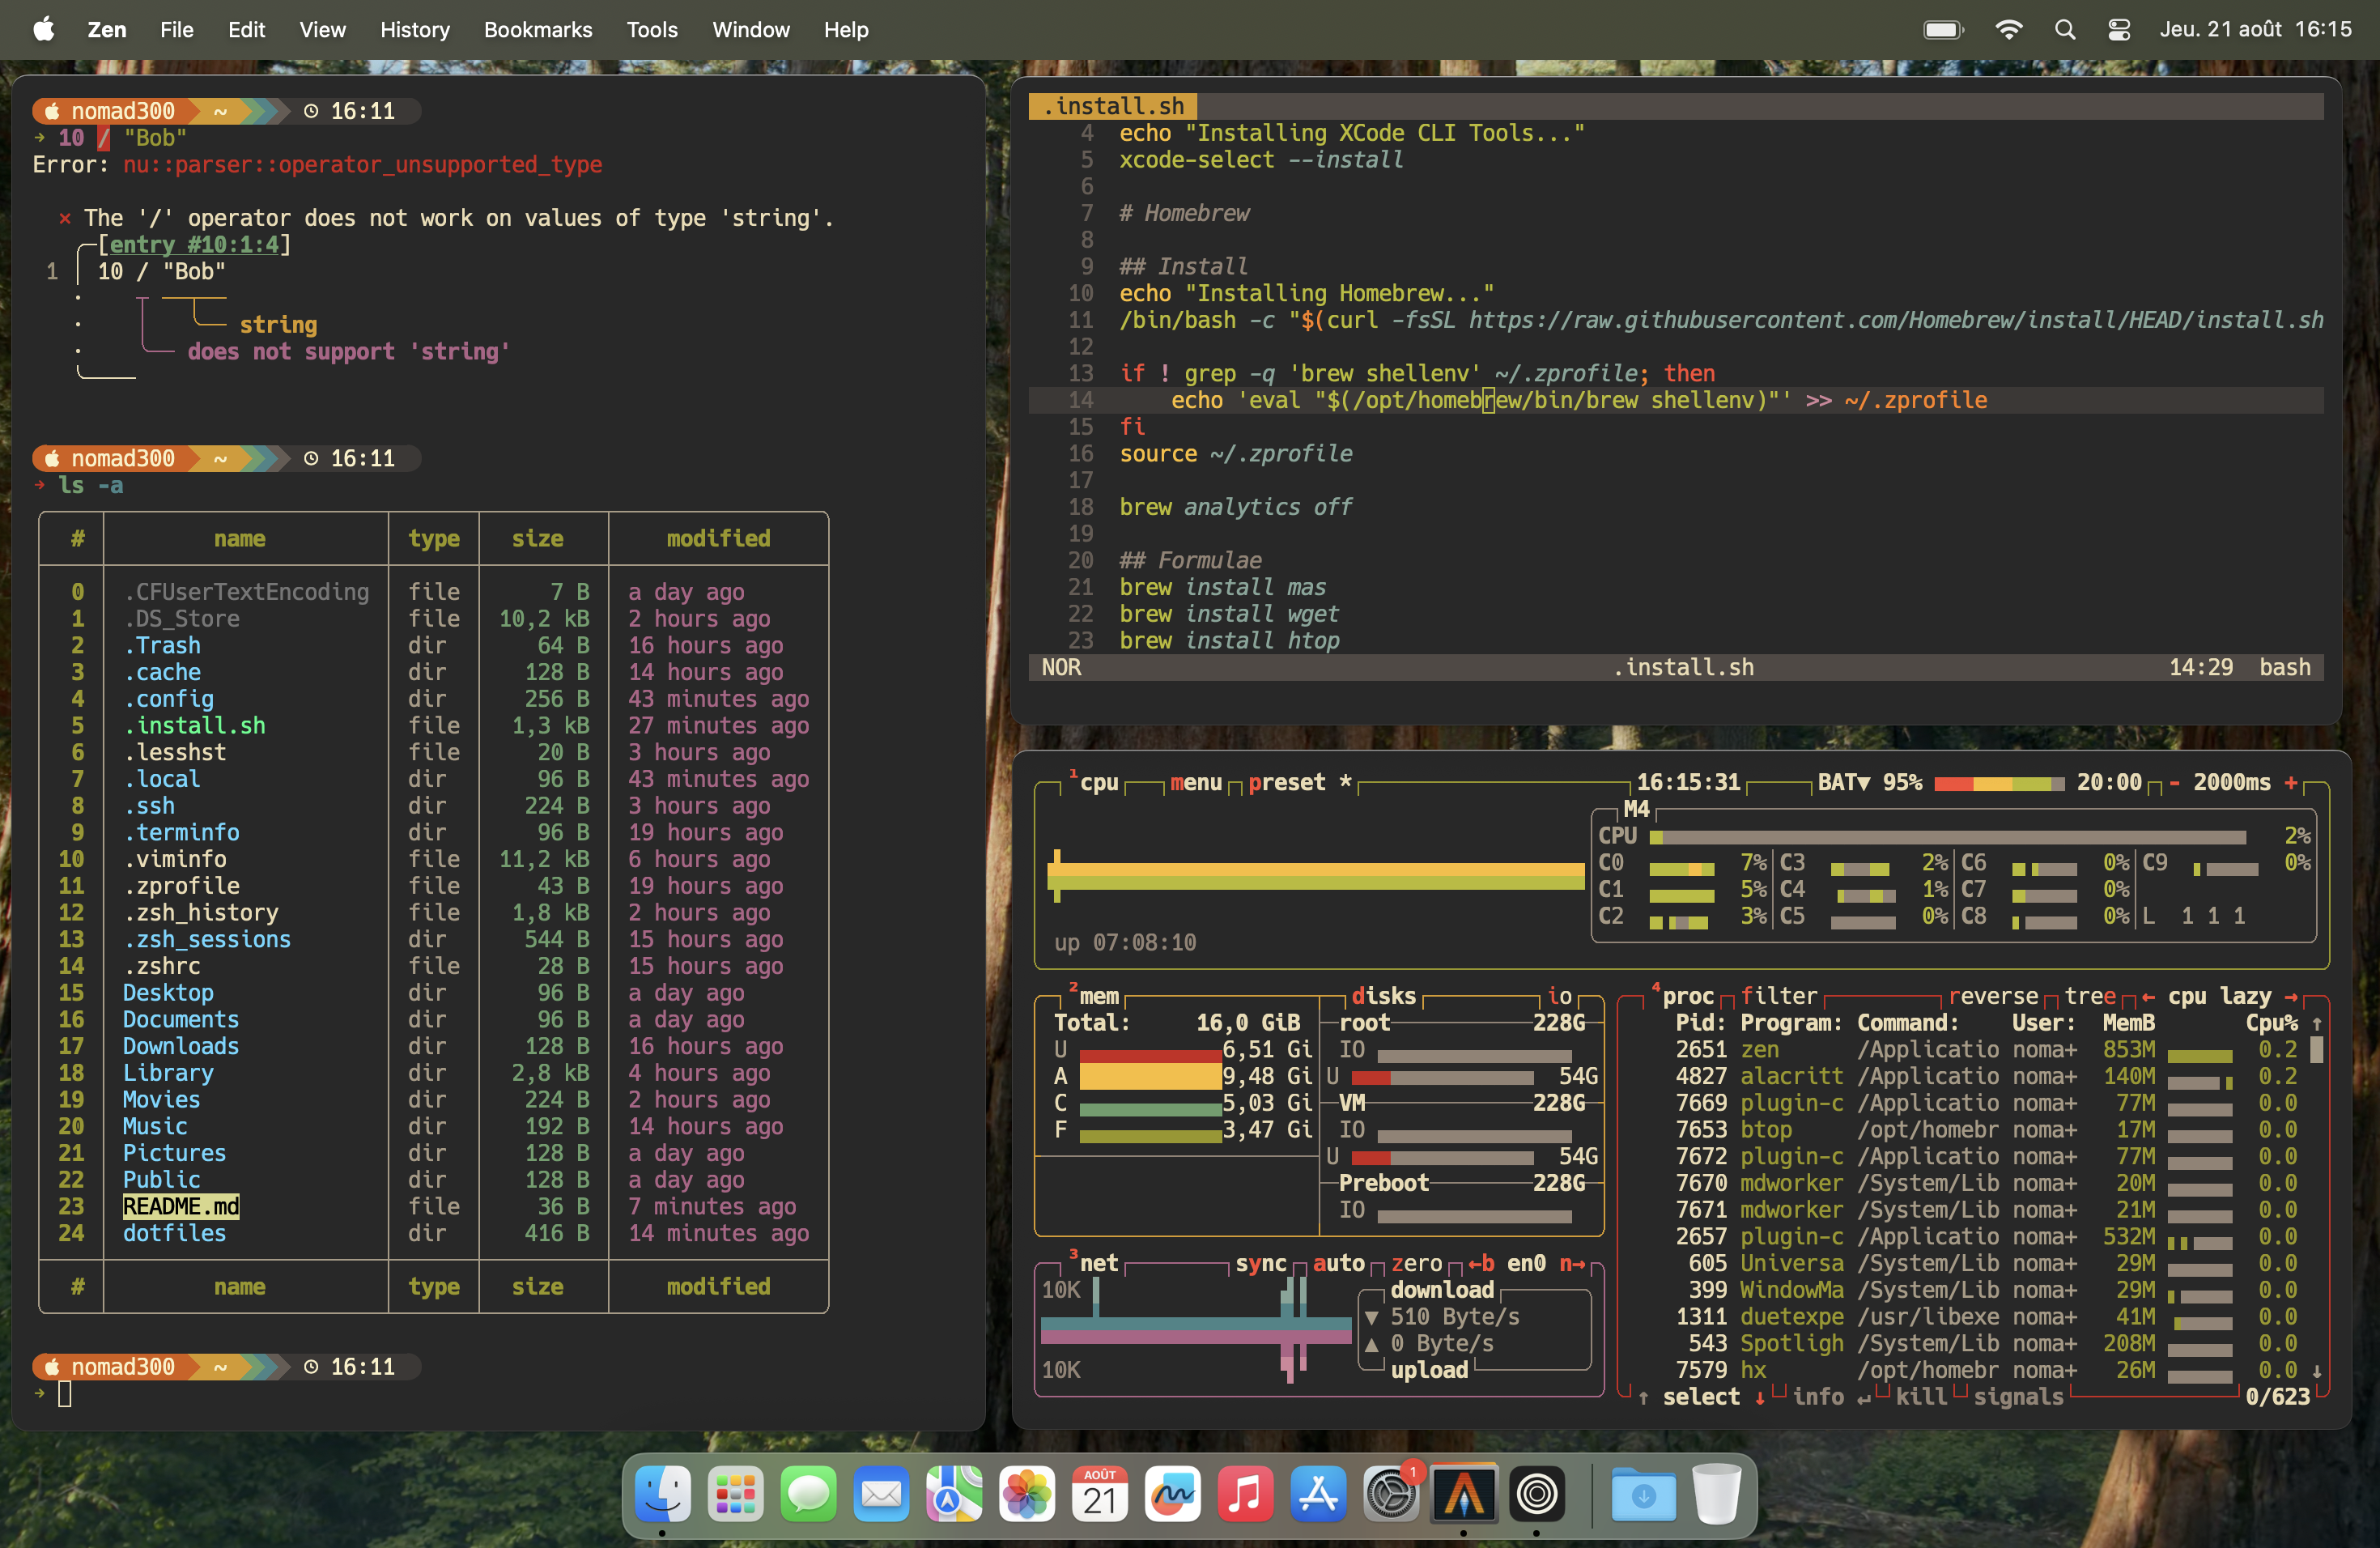 Zen File Edit View History Bookmarks Tools Window Help Jeu. 21 août 16:15
nomad300 ~ 16:11
10 / "Bob"
Error: nu::parser::operator_unsupported_type
× The '/' operator does not work on values of type 'string'.
[entry #10:1:4]
1 10 / "Bob"
string
does not support 'string'
nomad300 ~ 16:11
ls -a
# name type size modified
0 .CFUserTextEncoding file 7 B a day ago
1 .DS_Store file 10,2 kB 2 hours ago
2 .Trash dir 64 B 16 hours ago
3 .cache dir 128 B 14 hours ago
4 .config dir 256 B 43 minutes ago
5 .install.sh file 1,3 kB 27 minutes ago
6 .lesshst file 20 B 3 hours ago
7 .local dir 96 B 43 minutes ago
8 .ssh dir 224 B 3 hours ago
9 .terminfo dir 96 B 19 hours ago
10 .viminfo file 11,2 kB 6 hours ago
11 .zprofile file 43 B 19 hours ago
12 .zsh_history file 1,8 kB 2 hours ago
13 .zsh_sessions dir 544 B 15 hours ago
14 .zshrc file 28 B 15 hours ago
15 Desktop dir 96 B a day ago
16 Documents dir 96 B a day ago
17 Downloads dir 128 B 16 hours ago
18 Library dir 2,8 kB 4 hours ago
19 Movies dir 224 B 2 hours ago
20 Music dir 192 B 14 hours ago
21 Pictures dir 128 B a day ago
22 Public dir 128 B a day ago
23 README.md file 36 B 7 minutes ago
24 dotfiles dir 416 B 14 minutes ago
# name type size modified
nomad300 ~ 16:11
.install.sh
4 echo "Installing XCode CLI Tools..."
5 xcode-select --install
6
7 # Homebrew
8
9 ## Install
10 echo "Installing Homebrew..."
11 /bin/bash -c "$(curl -fsSL https://raw.githubusercontent.com/Homebrew/install/HEAD/install.sh
12
13 if ! grep -q 'brew shellenv' ~/.zprofile; then
14 echo 'eval "$(/opt/homebrew/bin/brew shellenv)"' >> ~/.zprofile
15 fi
16 source ~/.zprofile
17
18 brew analytics off
19
20 ## Formulae
21 brew install mas
22 brew install wget
23 brew install htop
NOR .install.sh 14:29 bash
¹cpu menu preset * 16:15:31 BAT▼ 95% 20:00 - 2000ms +
M4
CPU 2%
C0 7% C3 2% C6 0% C9 0%
C1 5% C4 1% C7 0%
C2 3% C5 0% C8 0% L 1 1 1
up 07:08:10
²mem disks io
Total: 16,0 GiB root 228G
U 6,51 Gi IO
A 9,48 Gi U 54G
C 5,03 Gi VM 228G
F 3,47 Gi IO
U 54G
Preboot 228G
IO
³net sync auto zero ←b en0 n→
10K download
▼ 510 Byte/s
▲ 0 Byte/s
10K upload
⁴proc filter reverse tree ← cpu lazy →
Pid: Program: Command: User: MemB Cpu% ↑
2651 zen /Applicatio noma+ 853M 0.2
4827 alacritt /Applicatio noma+ 140M 0.2
7669 plugin-c /Applicatio noma+ 77M 0.0
7653 btop /opt/homebr noma+ 17M 0.0
7672 plugin-c /Applicatio noma+ 77M 0.0
7670 mdworker /System/Lib noma+ 20M 0.0
7671 mdworker /System/Lib noma+ 21M 0.0
2657 plugin-c /Applicatio noma+ 532M 0.0
605 Universa /System/Lib noma+ 29M 0.0
399 WindowMa /System/Lib noma+ 29M 0.0
1311 duetexpe /usr/libexe noma+ 41M 0.0
543 Spotligh /System/Lib noma+ 208M 0.0
7579 hx /opt/homebr noma+ 26M 0.0 ↓
↑ select ↓ info ↵ kill signals 0/623
AOÛT
21
1